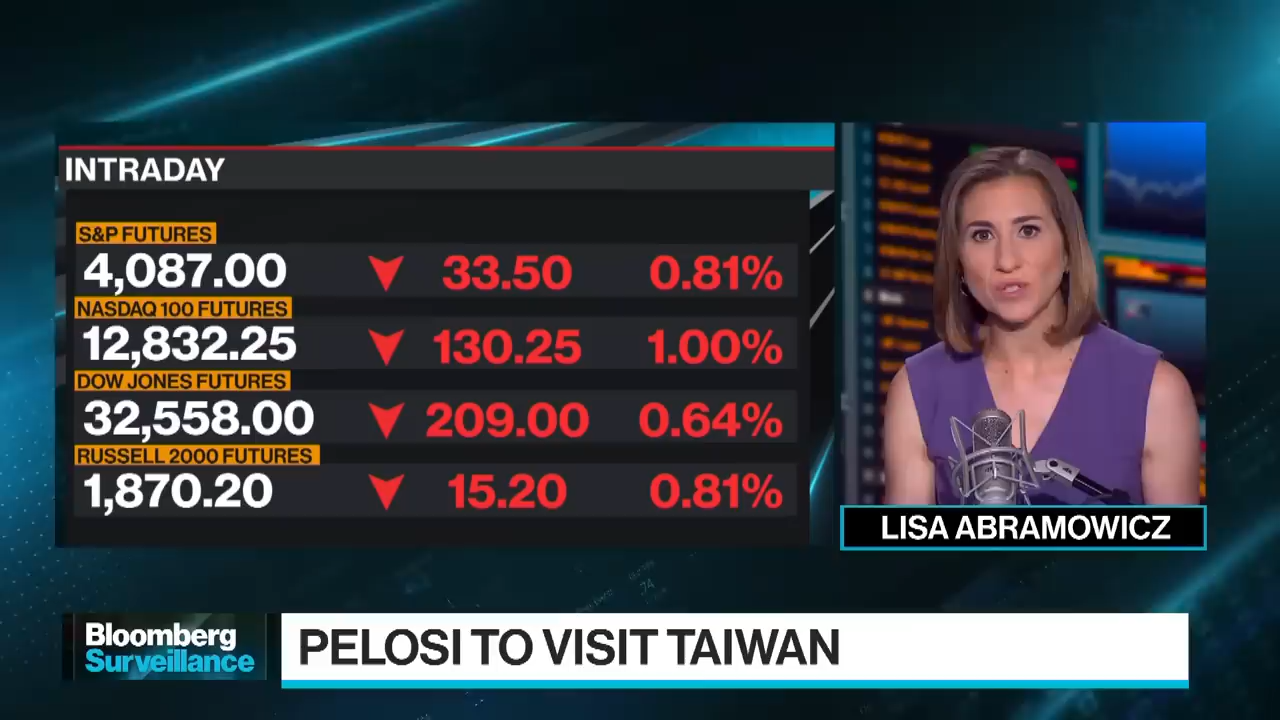 INTRADAY
S&P FUTURES
4,087.00 33.50 0.81%
NASDAQ 100 FUTURES
12,832.25 130.25 1.00%
DOW JONES FUTURES
32,558.00 209.00 0.64%
RUSSELL 2000 FUTURES
1,870.20 15.20 0.81%
LISA ABRAMOWICZ
Bloomberg
Surveillance
PELOSI TO VISIT TAIWAN